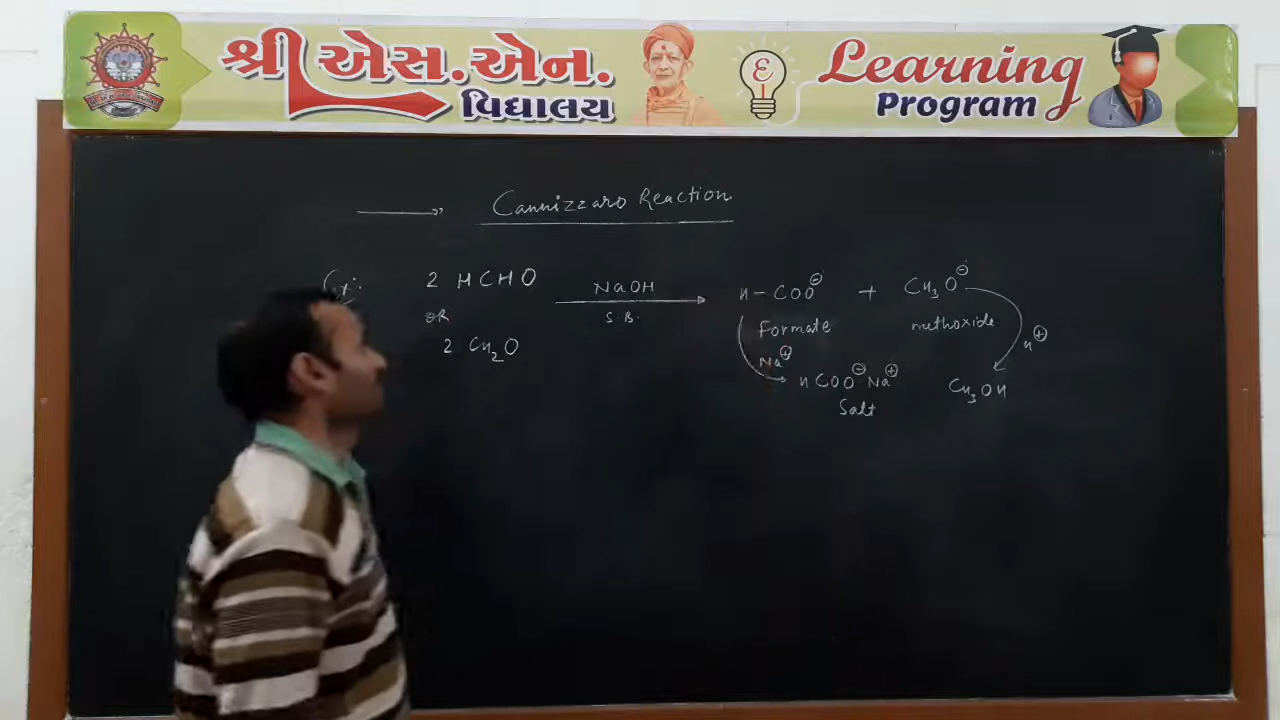 શ્રી એસ.એન.
વિદ્યાલય
Learning
Program
Cannizzaro Reaction
Ex:
2 HCHO
NaOH
S.B.
OR
2 CH₂O
H-COO⊖ + CH₃O⊖
Formate methoxide
Na⊕ H⊕
HCOO⊖Na⊕ CH₃OH
Salt